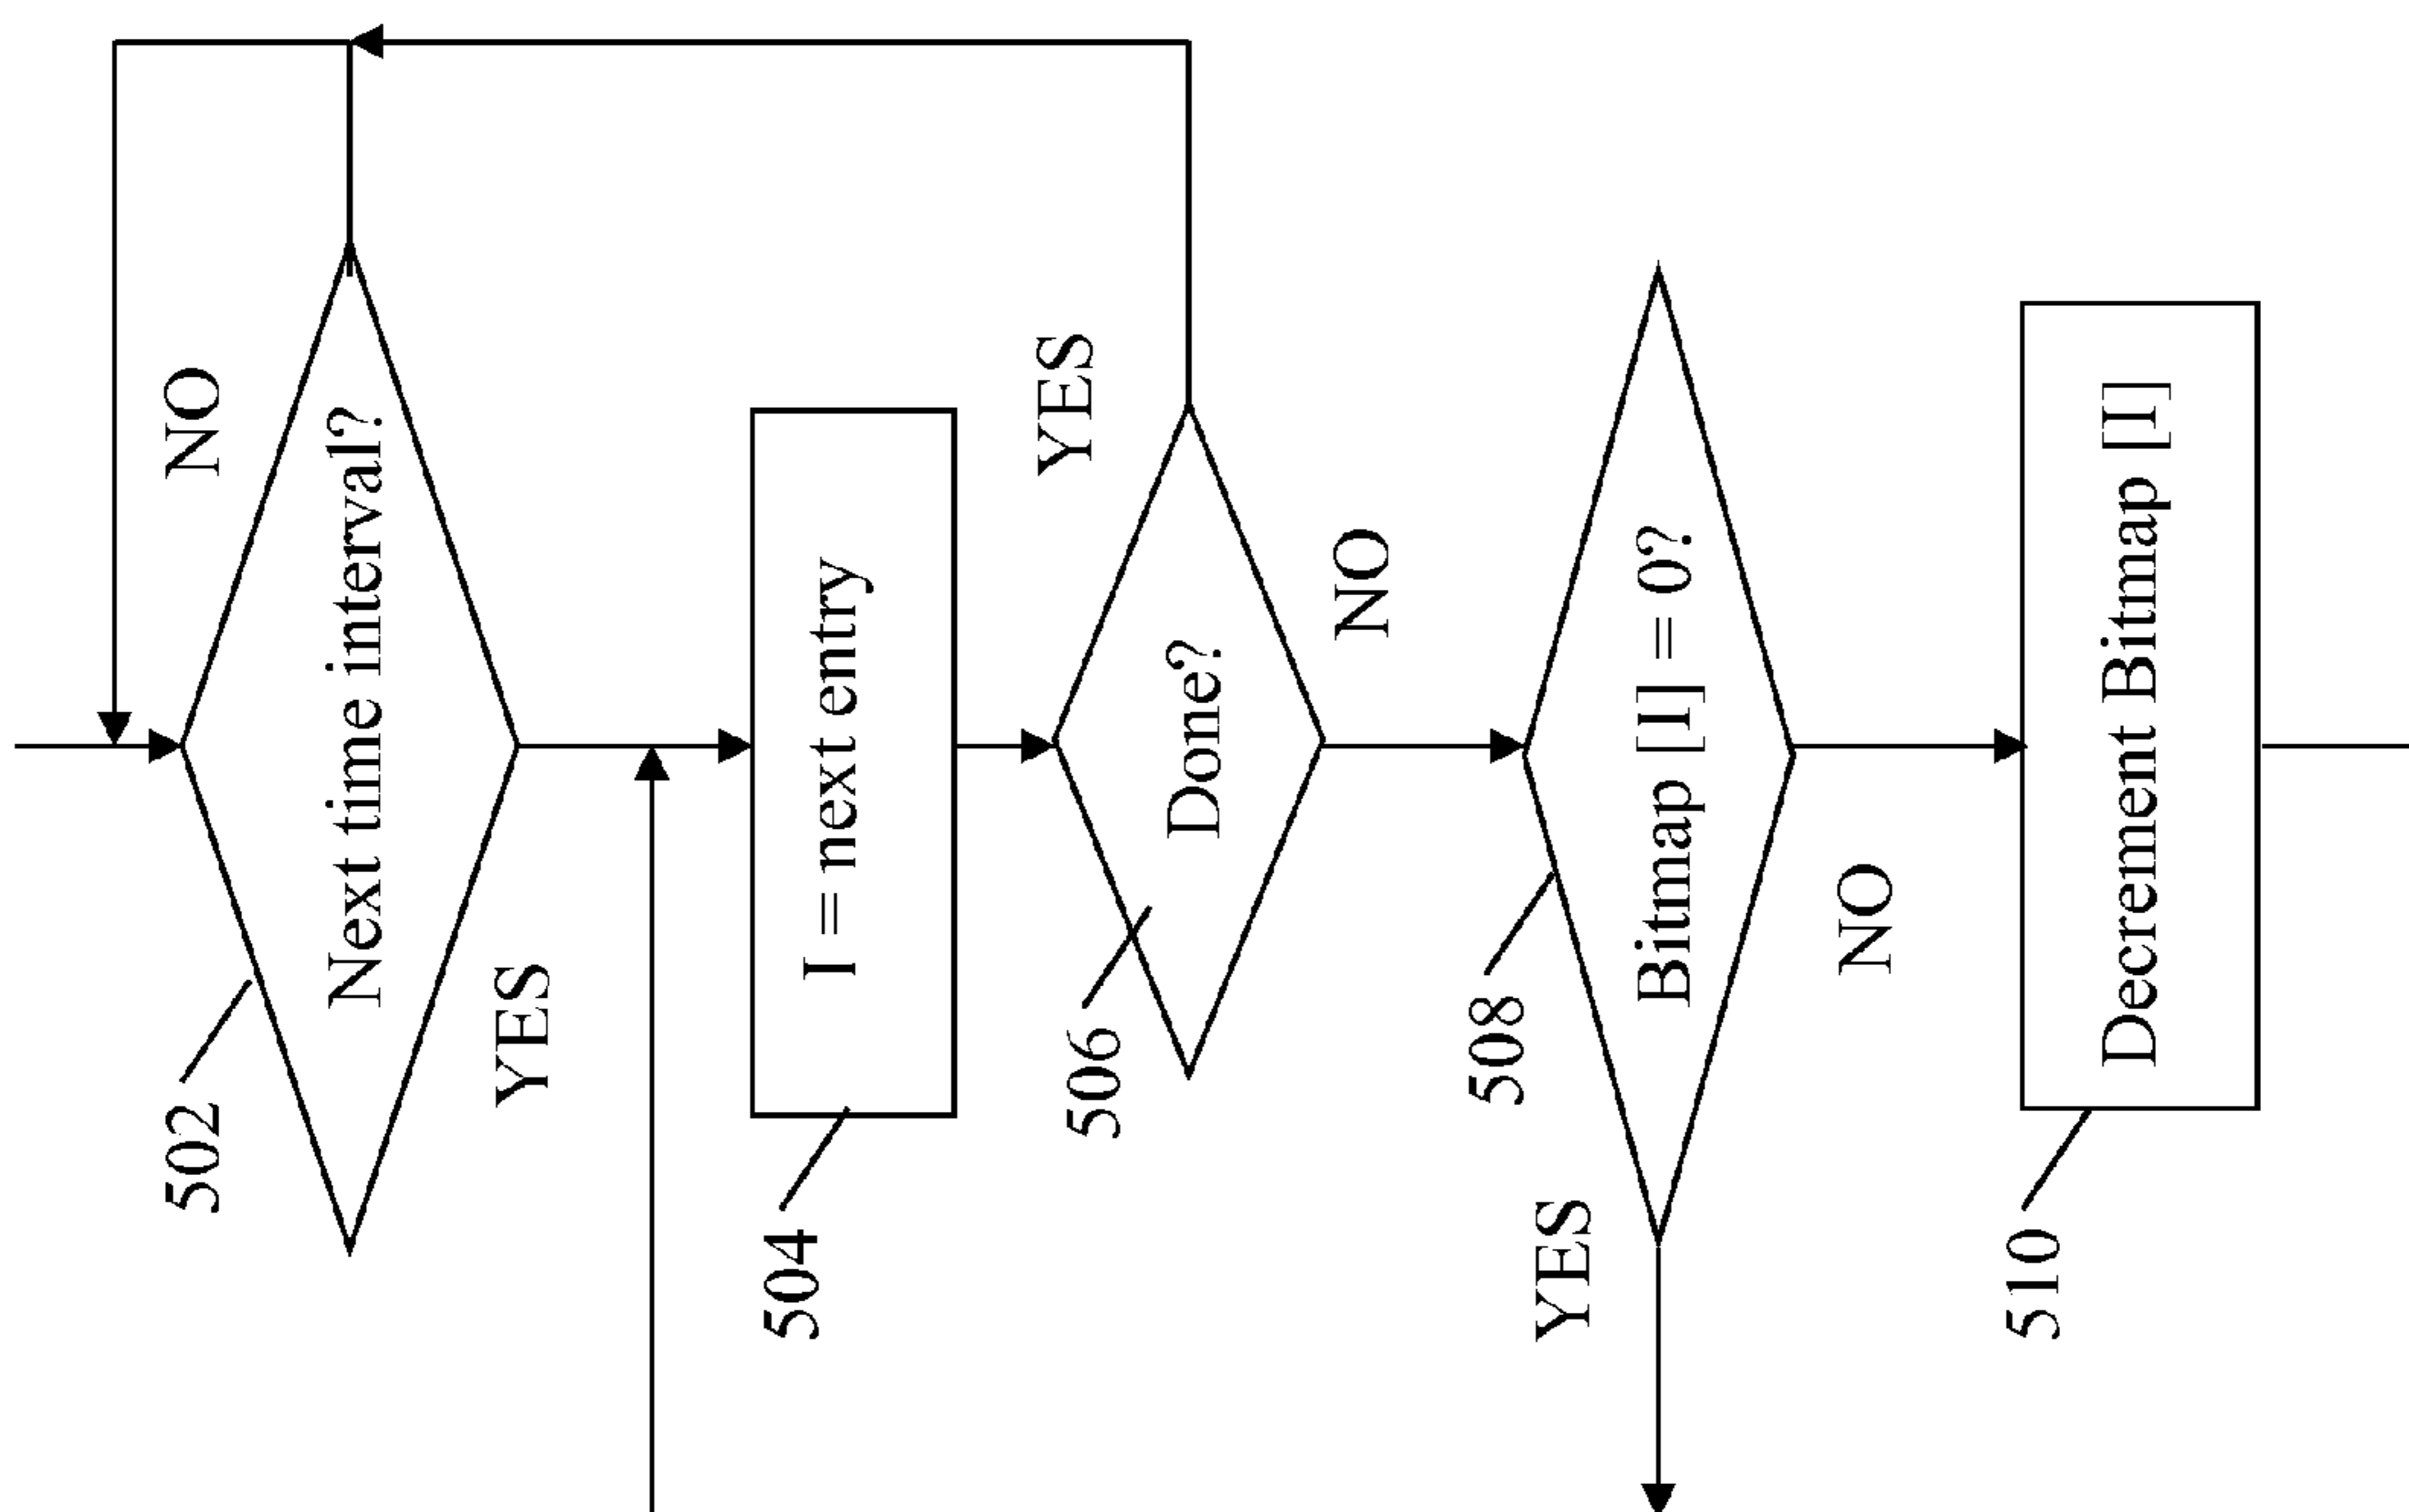 502
Next time interval?
NO
YES
504
I = next entry
506
Done?
YES
NO
508
Bitmap [I] = 0?
YES
NO
510
Decrement Bitmap [I]